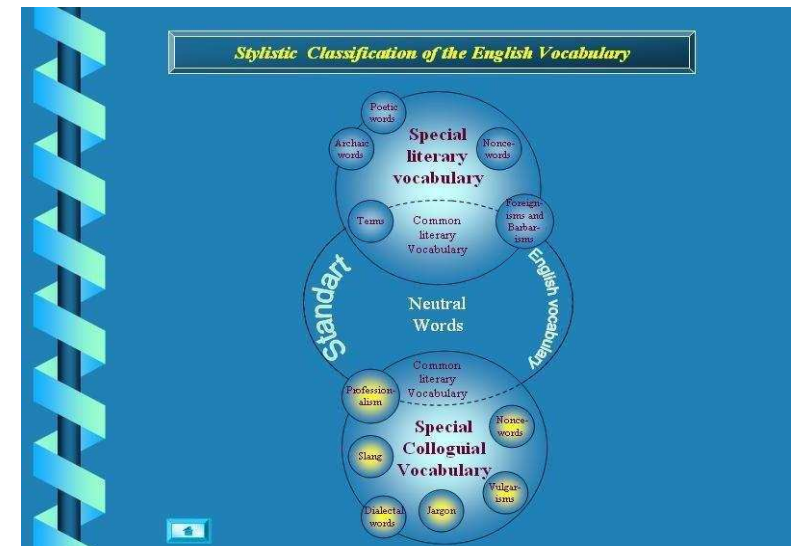 Stylistic Classification of the English Vocabulary
Poetic
words
Special
literary
vocabulary
Archaic
words
Nonce-
words
Terms
Common
literary
Vocabulary
Foreign-
isms and
Barbar-
isms
Standart
English vocabulary
Neutral
Words
Common
literary
Vocabulary
Profession-
alism
Special
Colloguial
Vocabulary
Nonce-
words
Slang
Vulgar-
isms
Dialectal
words
Jargon